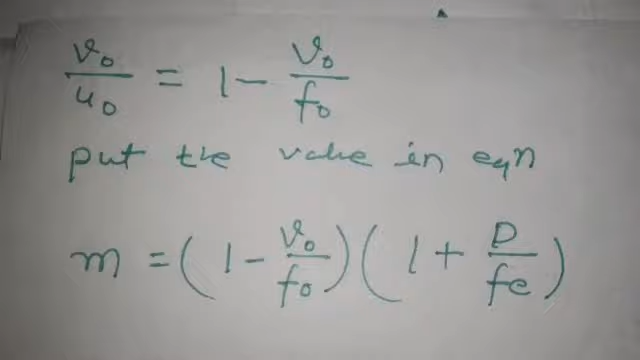 v₀/u₀ = 1 - v₀/f₀
put the value in eqn
m = (1 - v₀/f₀)(1 + D/fe)